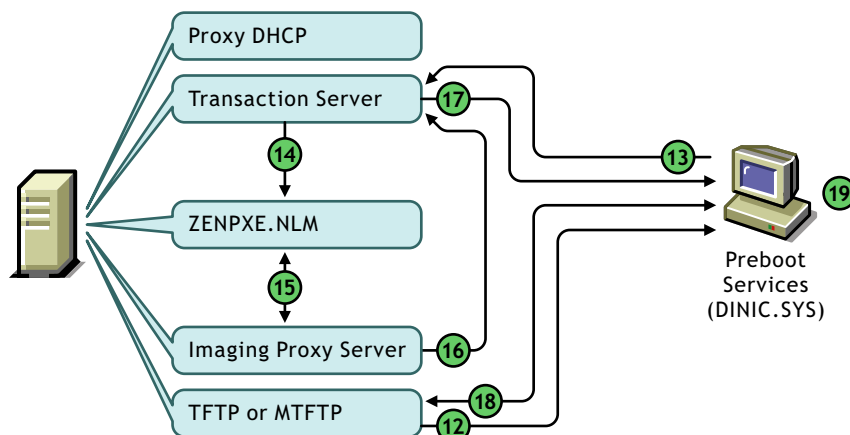 Proxy DHCP
Transaction Server
17
13
14
19
ZENPXE.NLM
Preboot
Services
(DINIC.SYS)
15
Imaging Proxy Server
16
18
TFTP or MTFTP
12